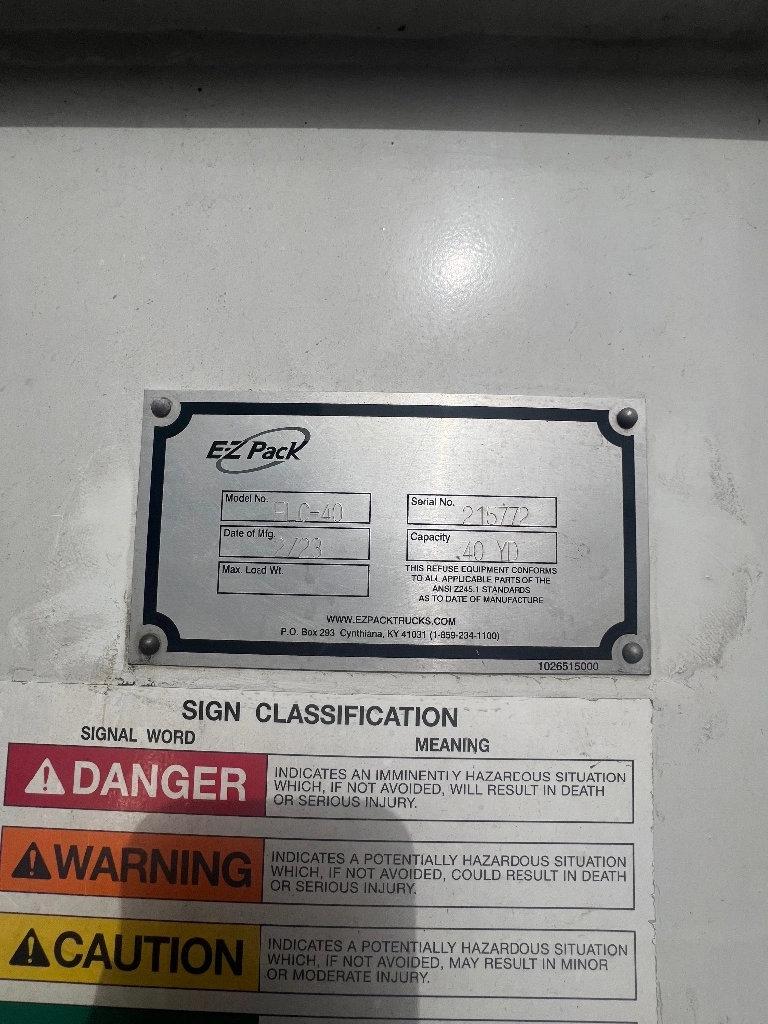 E-Z Pack
Model No. -40
Serial No. 215772
Date of Mfg. 2/23
Capacity 40 YD
Max. Load Wt.
THIS REFUSE EQUIPMENT CONFORMS
TO ALL APPLICABLE PARTS OF THE
ANSI Z245.1 STANDARDS
AS TO DATE OF MANUFACTURE
WWW.EZPACKTRUCKS.COM
P.O. Box 293 Cynthiana, KY 41031 (1-859-234-1100)
1026515000
SIGN CLASSIFICATION
SIGNAL WORD
MEANING
DANGER
INDICATES AN IMMINENTLY HAZARDOUS SITUATION
WHICH, IF NOT AVOIDED, WILL RESULT IN DEATH
OR SERIOUS INJURY.
WARNING
INDICATES A POTENTIALLY HAZARDOUS SITUATION
WHICH, IF NOT AVOIDED, COULD RESULT IN DEATH
OR SERIOUS INJURY.
CAUTION
INDICATES A POTENTIALLY HAZARDOUS SITUATION
WHICH, IF NOT AVOIDED, MAY RESULT IN MINOR
OR MODERATE INJURY.